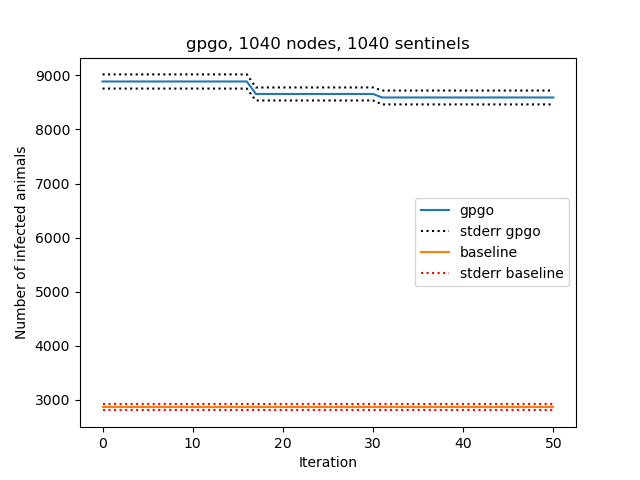 gpgo, 1040 nodes, 1040 sentinels
Number of infected animals
9000
8000
7000
6000
5000
4000
3000
gpgo
stderr gpgo
baseline
stderr baseline
0 10 20 30 40 50
Iteration